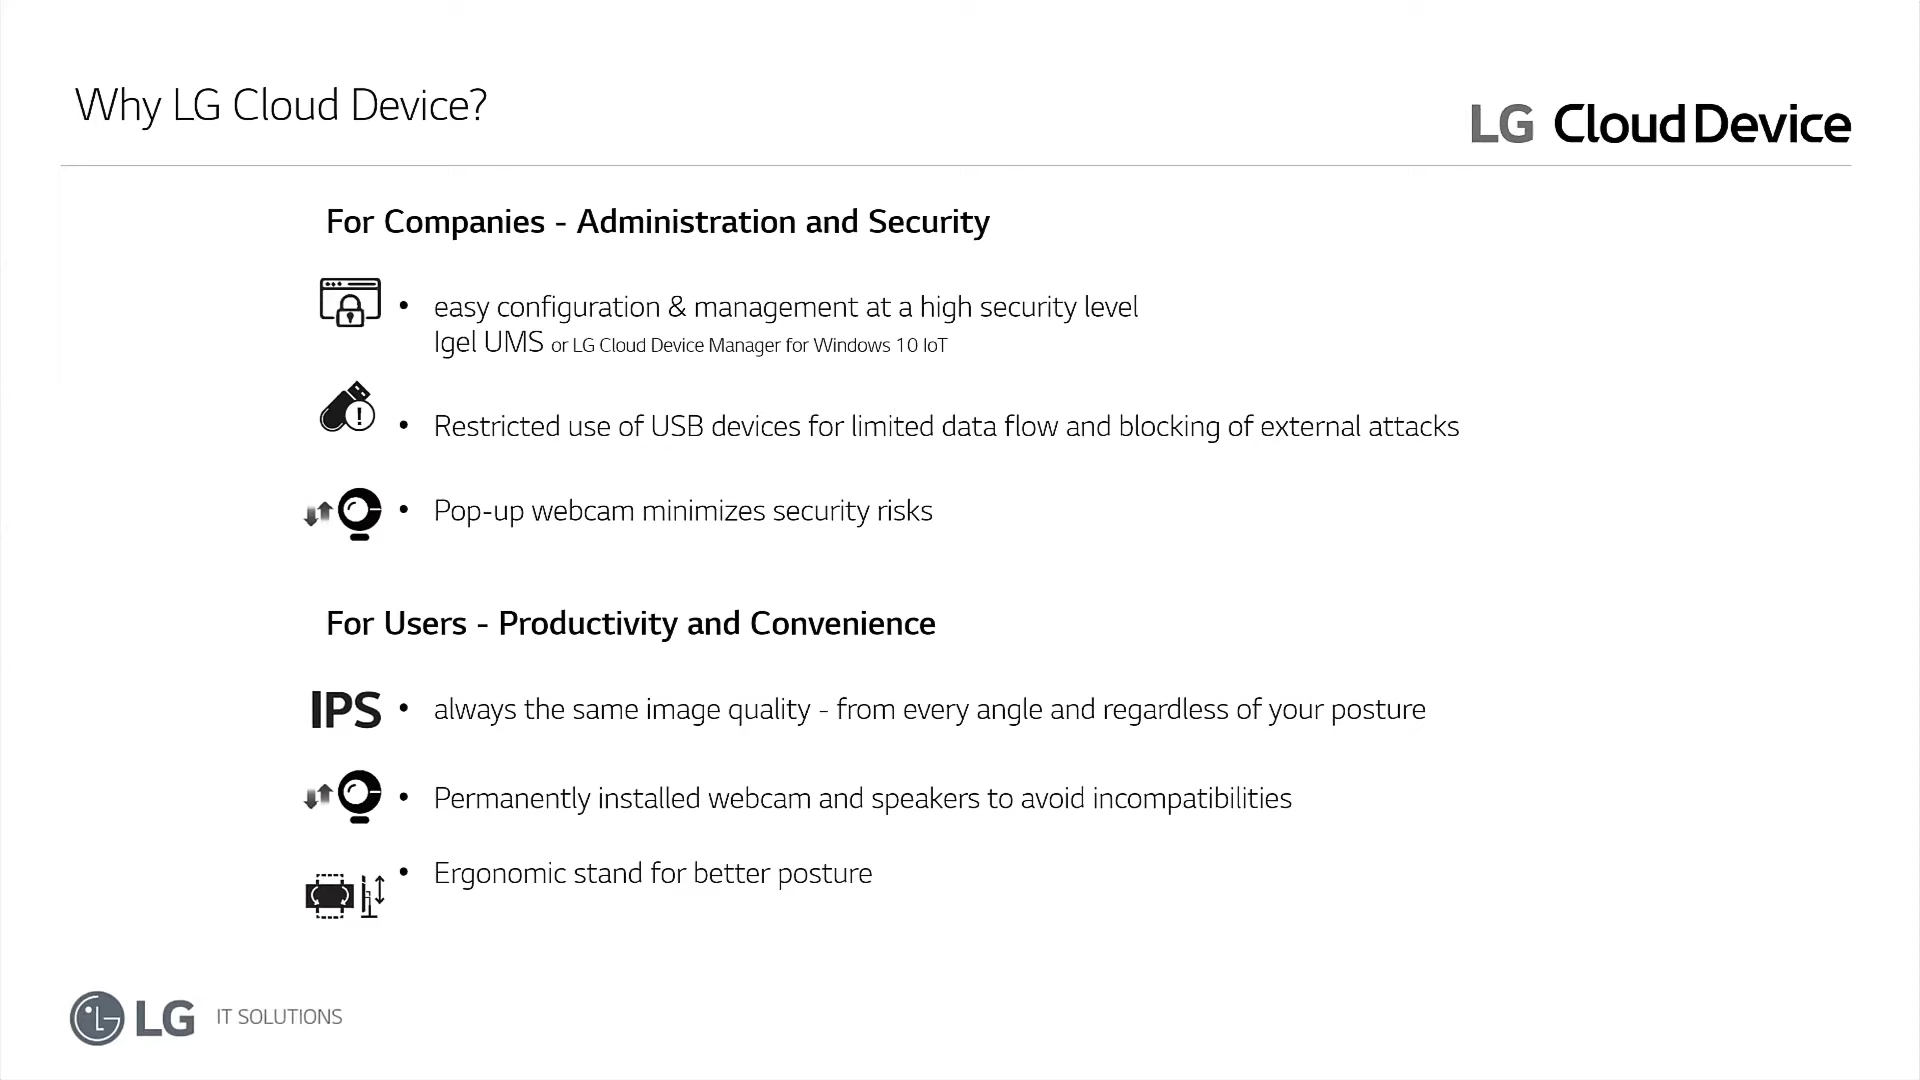 Why LG Cloud Device?
LG Cloud Device
For Companies - Administration and Security
• easy configuration & management at a high security level
Igel UMS or LG Cloud Device Manager for Windows 10 IoT
• Restricted use of USB devices for limited data flow and blocking of external attacks
• Pop-up webcam minimizes security risks
For Users - Productivity and Convenience
IPS • always the same image quality - from every angle and regardless of your posture
• Permanently installed webcam and speakers to avoid incompatibilities
• Ergonomic stand for better posture
LG IT SOLUTIONS